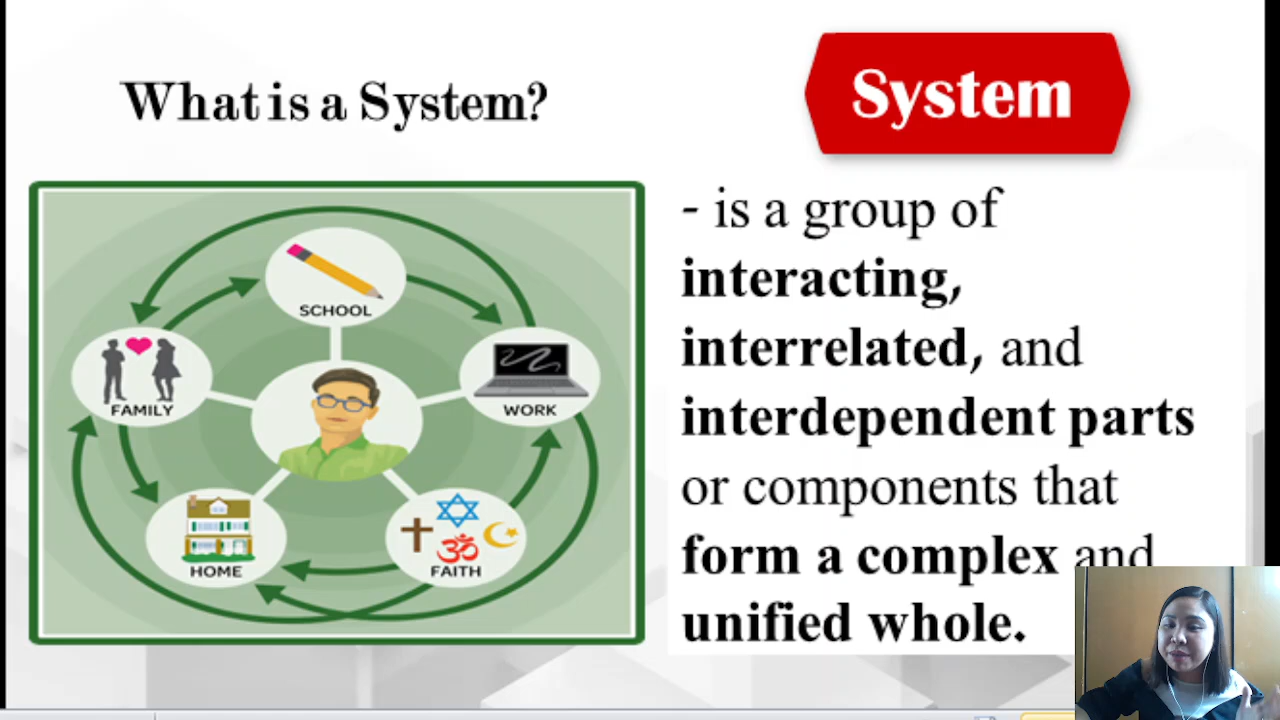 What is a System?
System
- is a group of
interacting,
interrelated, and
interdependent parts
or components that
form a complex and
unified whole.
SCHOOL
FAMILY
WORK
HOME
FAITH